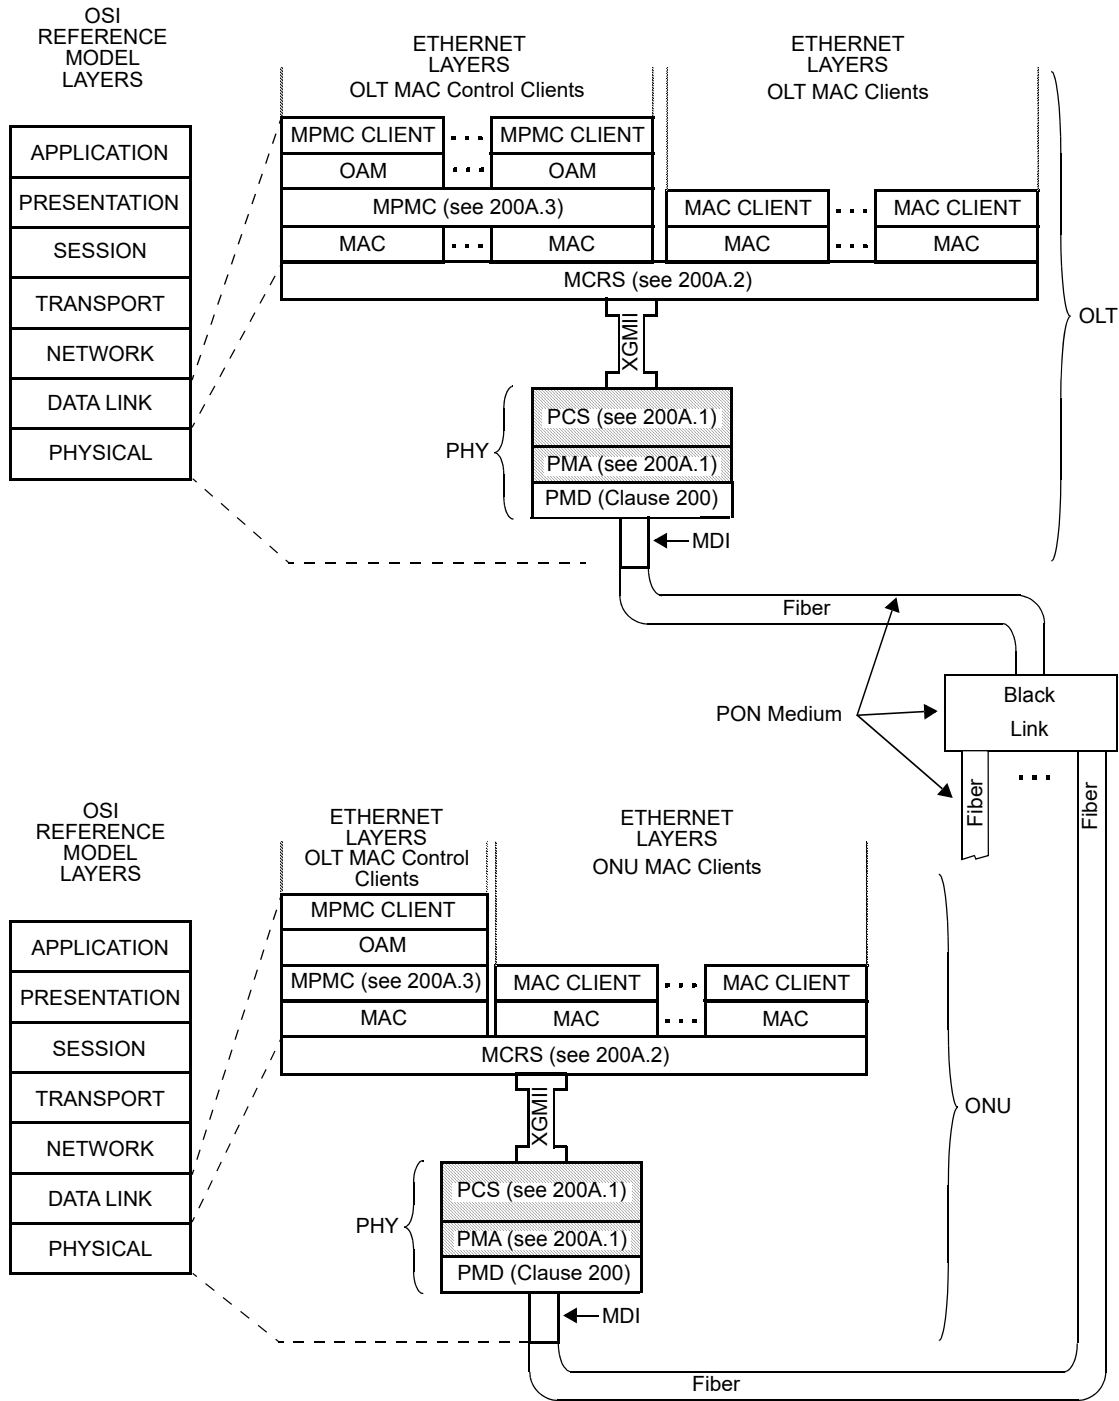 OSI
REFERENCE
MODEL
LAYERS
ETHERNET
LAYERS
OLT MAC Control Clients
ETHERNET
LAYERS
OLT MAC Clients
APPLICATION
PRESENTATION
SESSION
TRANSPORT
NETWORK
DATA LINK
PHYSICAL
MPMC CLIENT
MPMC CLIENT
OAM
OAM
MPMC (see 200A.3)
MAC
MAC
MAC CLIENT
MAC CLIENT
MAC
MAC
MCRS (see 200A.2)
OLT
XGMII
PHY
PCS (see 200A.1)
PMA (see 200A.1)
PMD (Clause 200)
MDI
Fiber
PON Medium
Black
Link
Fiber
Fiber
OSI
REFERENCE
MODEL
LAYERS
ETHERNET
LAYERS
OLT MAC Control
Clients
ETHERNET
LAYERS
ONU MAC Clients
APPLICATION
PRESENTATION
SESSION
TRANSPORT
NETWORK
DATA LINK
PHYSICAL
MPMC CLIENT
OAM
MPMC (see 200A.3)
MAC
MAC CLIENT
MAC CLIENT
MAC
MAC
MCRS (see 200A.2)
ONU
XGMII
PHY
PCS (see 200A.1)
PMA (see 200A.1)
PMD (Clause 200)
MDI
Fiber